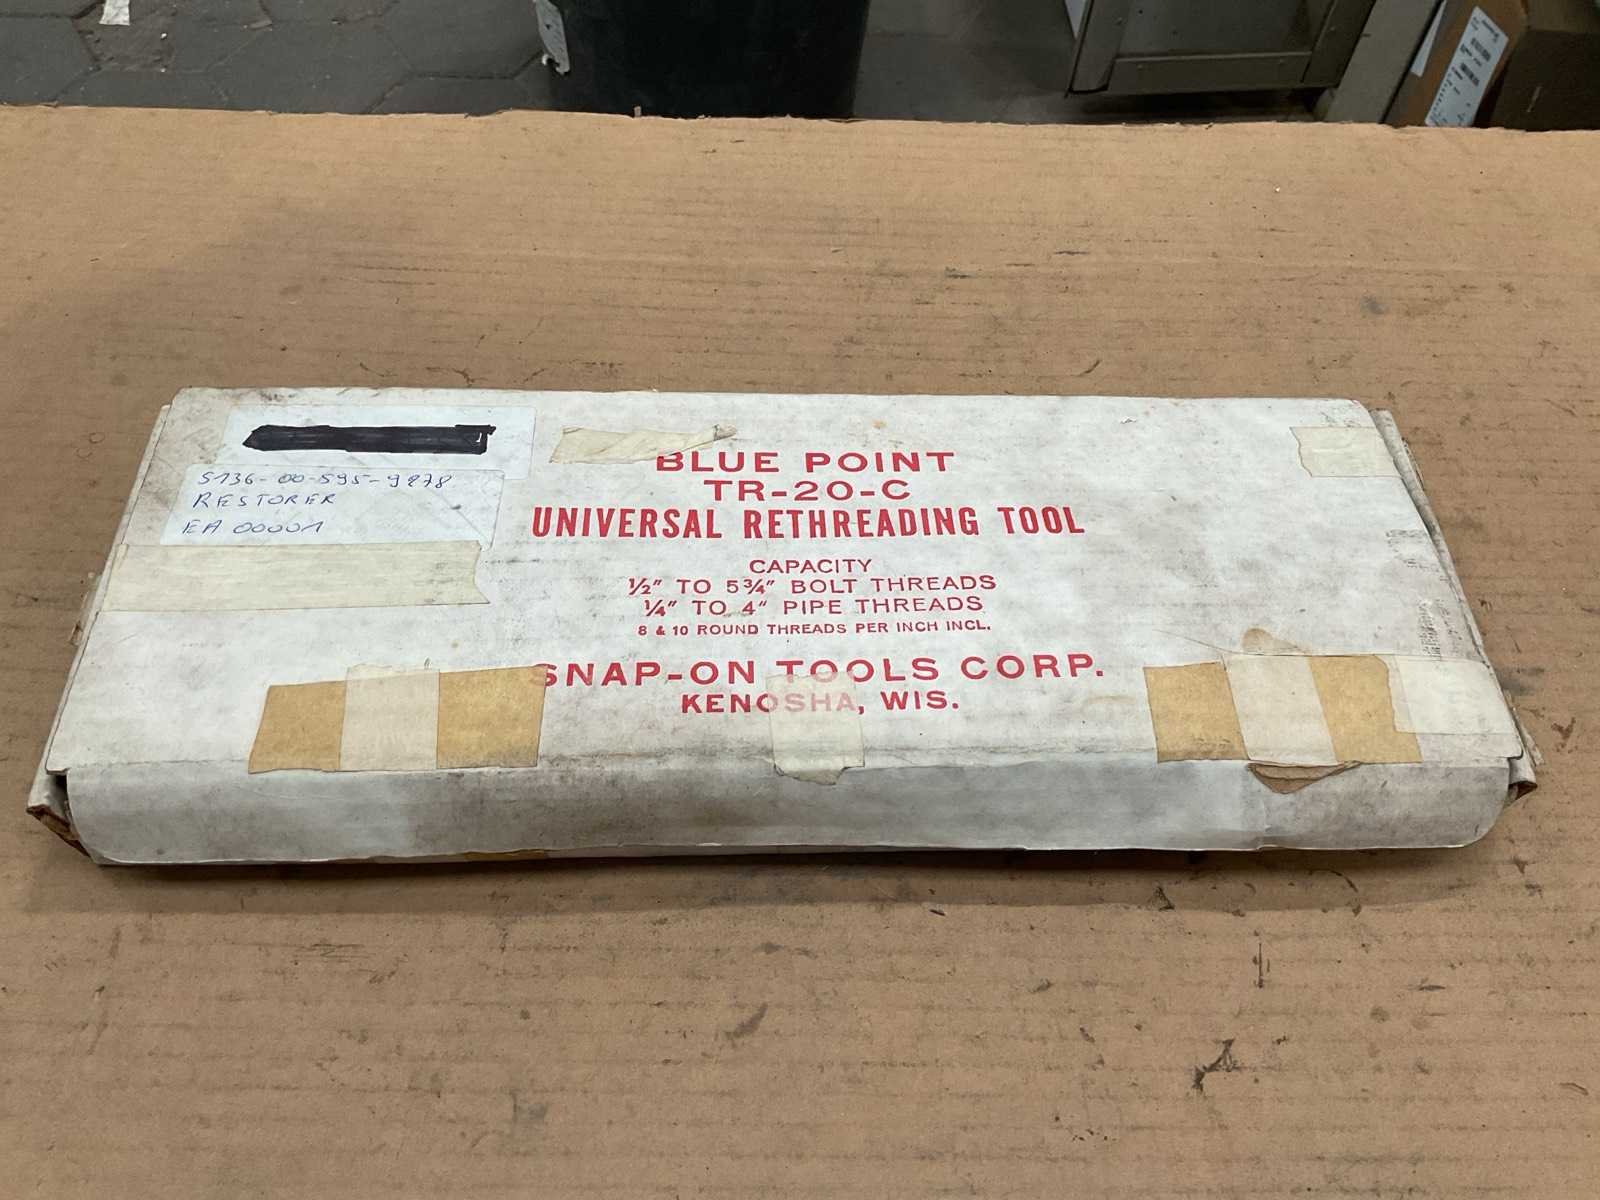 5136-00-595-9278
RESTORER
EA 00001
BLUE POINT
TR-20-C
UNIVERSAL RETHREADING TOOL
CAPACITY
½" TO 5¾" BOLT THREADS
¼" TO 4" PIPE THREADS
8 & 10 ROUND THREADS PER INCH INCL.
SNAP-ON TOOLS CORP.
KENOSHA, WIS.